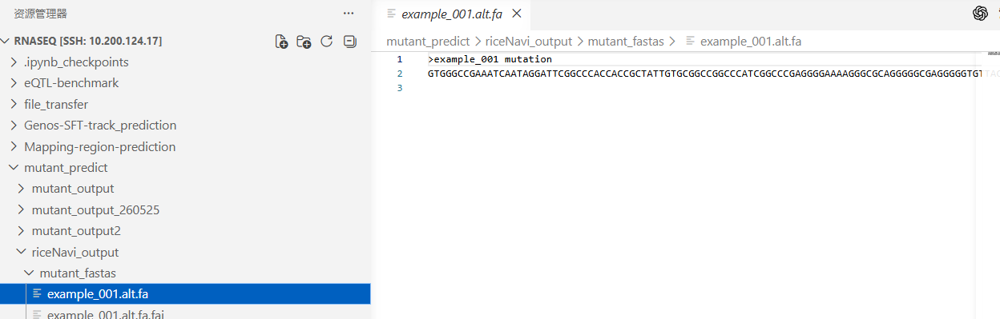 资源管理器
RNASEQ [SSH: 10.200.124.17]
.ipynb_checkpoints
eQTL-benchmark
file_transfer
Genos-SFT-track_prediction
Mapping-region-prediction
mutant_predict
mutant_output
mutant_output_260525
mutant_output2
riceNavi_output
mutant_fastas
example_001.alt.fa
example_001.alt.fa.fai
example_001.alt.fa
mutant_predict > riceNavi_output > mutant_fastas > example_001.alt.fa
1 >example_001 mutation
2 GTGGGCCGAAATCAATAGGATTCGGCCCACCACCGCTATTGTGCGGCCGGCCCATCGGCCCGAGGGGAAAAGGGCGCAGGGGGCGAGGGGGTGTTAG
3